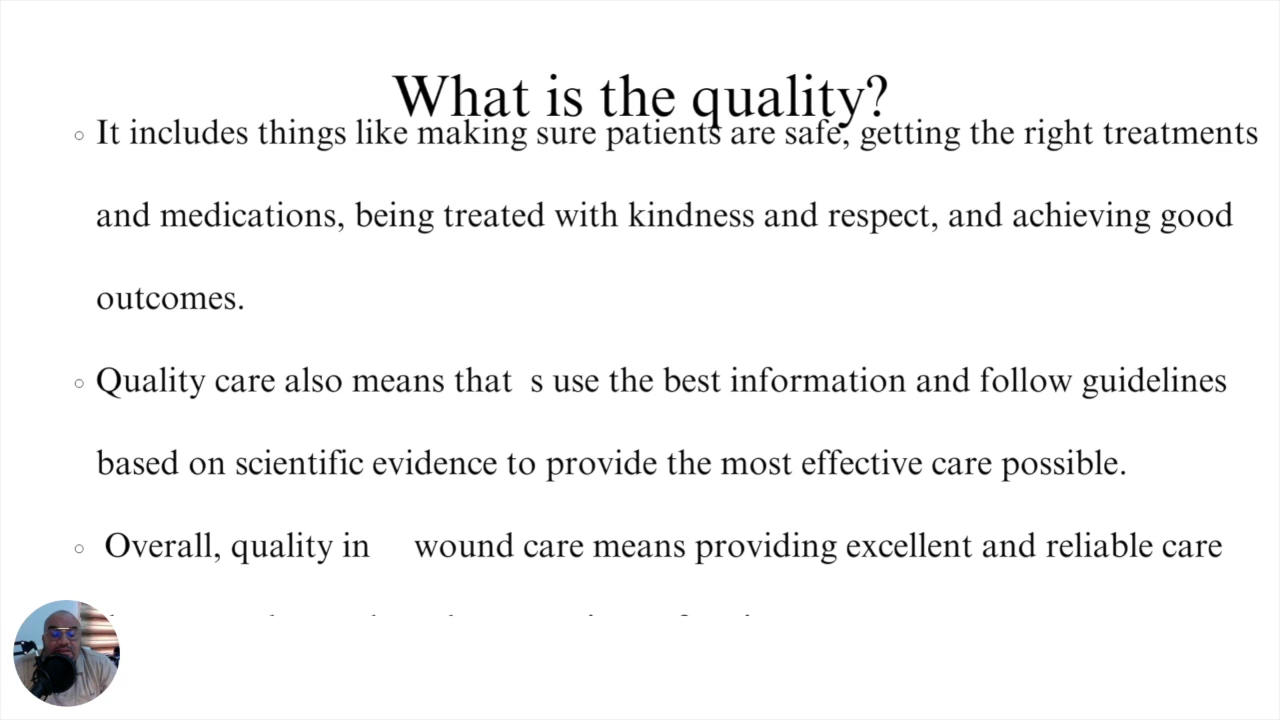 What is the quality?
It includes things like making sure patients are safe, getting the right treatments
and medications, being treated with kindness and respect, and achieving good
outcomes.
Quality care also means that  s use the best information and follow guidelines
based on scientific evidence to provide the most effective care possible.
Overall, quality in    wound care means providing excellent and reliable care